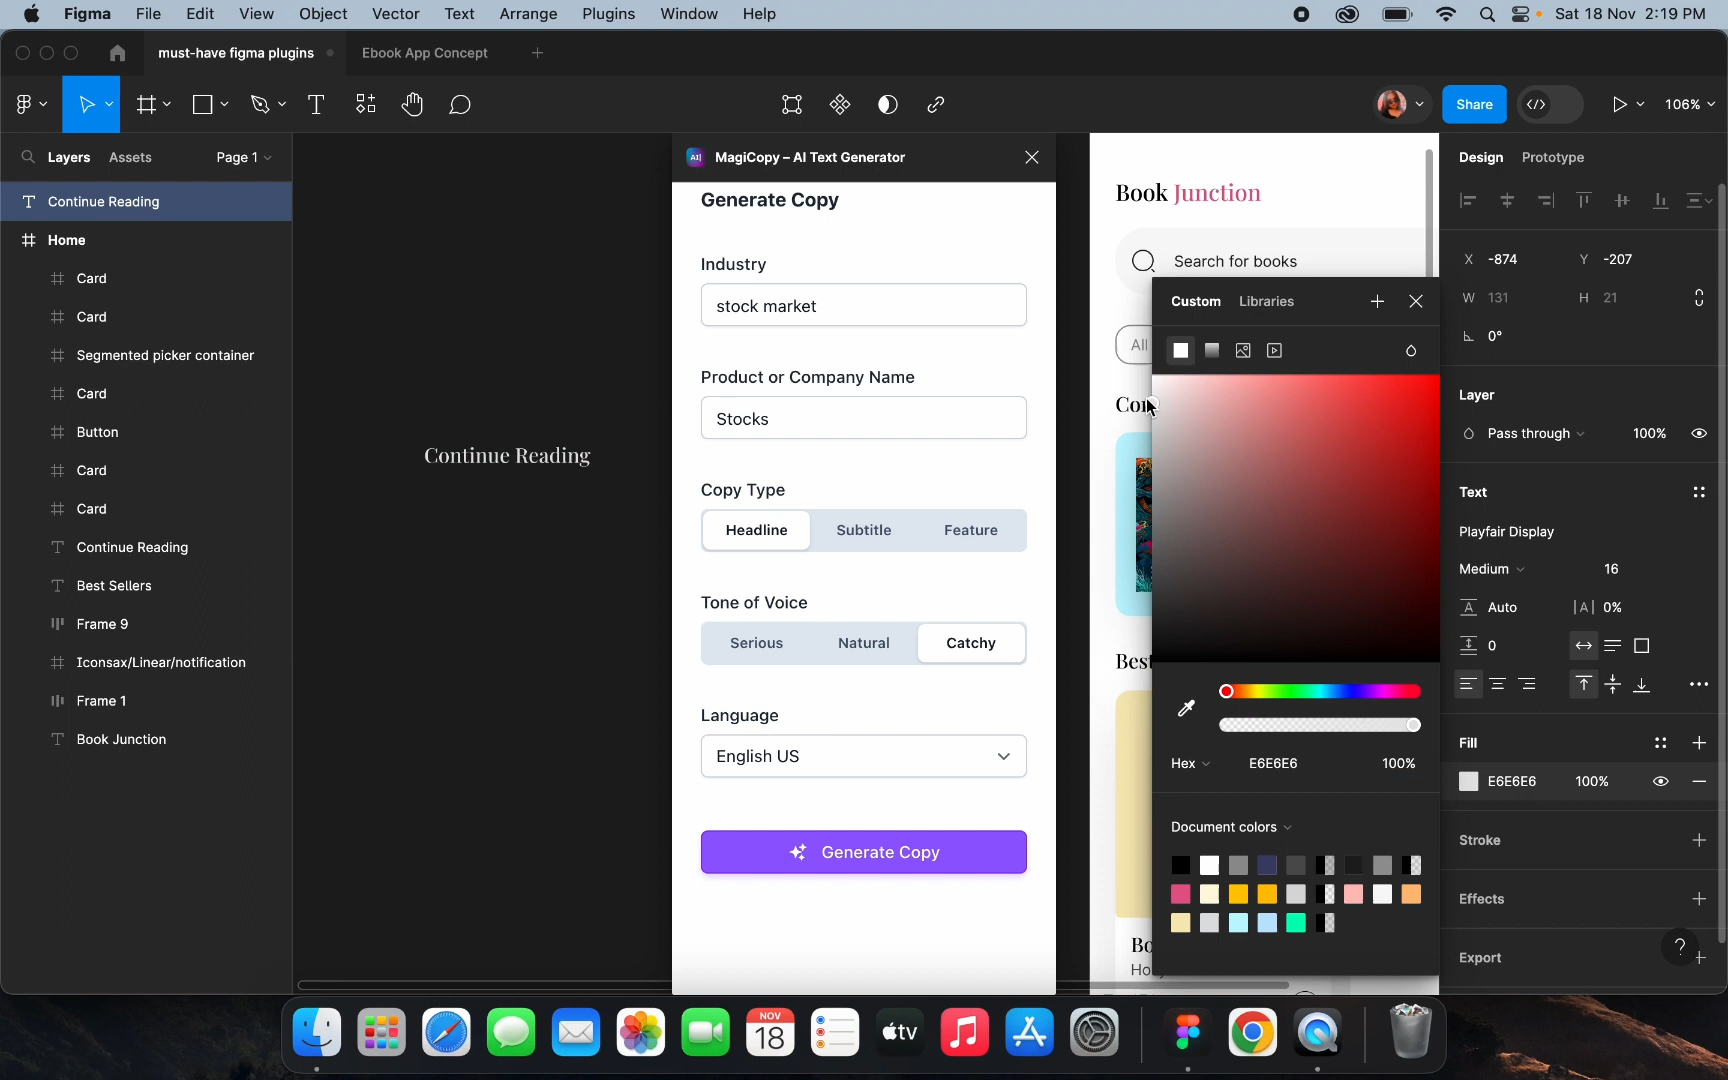 Figma File Edit View Object Vector Text Arrange Plugins Window Help Sat 18 Nov 2:19 PM
must-have figma plugins Ebook App Concept
Share 106%
Layers Assets Page 1
Continue Reading
Home
Card
Card
Segmented picker container
Card
Button
Card
Card
Continue Reading
Best Sellers
Frame 9
Iconsax/Linear/notification
Frame 1
Book Junction
Continue Reading
AI MagiCopy – AI Text Generator
Generate Copy
Industry
stock market
Product or Company Name
Stocks
Copy Type
Headline Subtitle Feature
Tone of Voice
Serious Natural Catchy
Language
English US
Generate Copy
Book Junction
Search for books
All
Best
Custom Libraries
Hex E6E6E6 100%
Document colors
Design Prototype
X -874 Y -207
W 131 H 21
0°
Layer
Pass through 100%
Text
Playfair Display
Medium 16
A Auto |A| 0%
0
Fill
E6E6E6 100%
Stroke
Effects
Export
?
NOV
18
tv